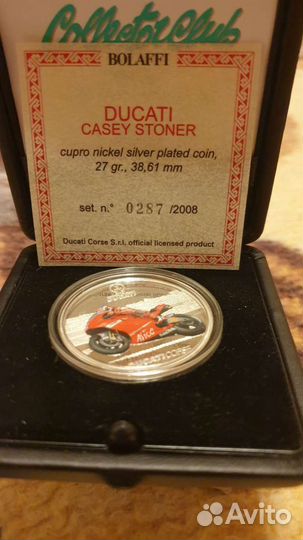 Collector Club
BOLAFFI
DUCATI
CASEY STONER
cupro nickel silver plated coin,
27 gr., 38,61 mm
set. n.° 0287 /2008
Ducati Corse S.r.l. official licensed product
DUCATI CORSE
Avito